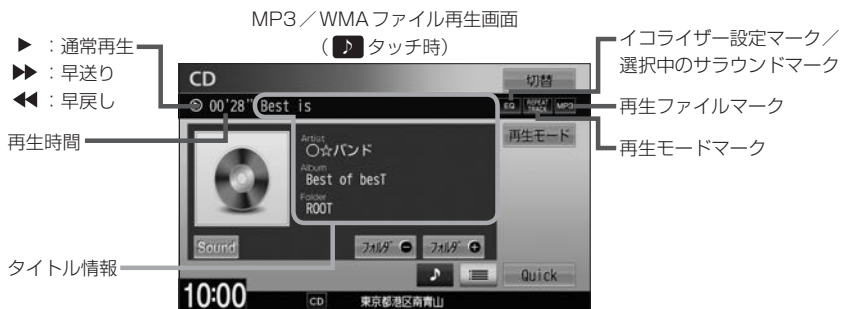 MP3／WMAファイル再生画面
（♪タッチ時）
▶：通常再生
▶▶：早送り
◀◀：早戻し
再生時間
タイトル情報
イコライザー設定マーク／
選択中のサラウンドマーク
再生ファイルマーク
再生モードマーク
CD
切替
00'28"
Best is
EQ
REPEAT
TRACK
MP3
再生モード
Artist
○☆バンド
Album
Best of besT
Folder
ROOT
Sound
ﾌｫﾙﾀﾞ −
ﾌｫﾙﾀﾞ +
♪
Quick
10:00
CD
東京都港区南青山